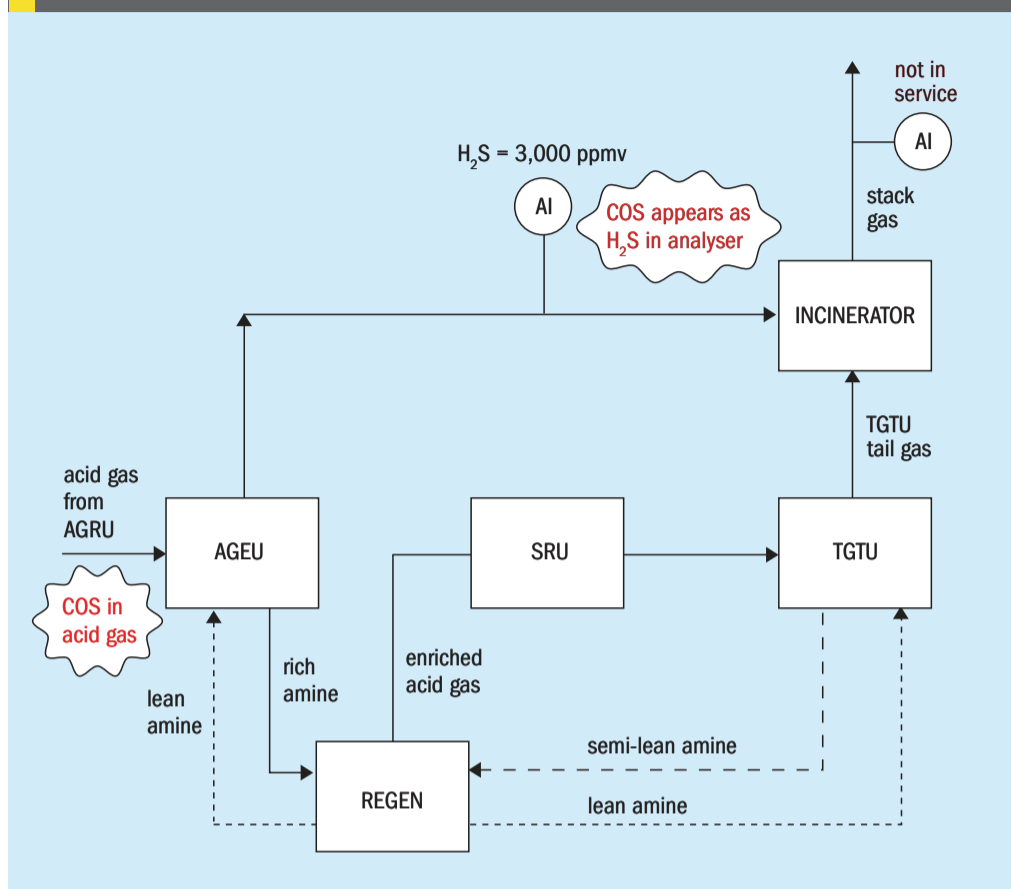 not in
service
AI
H₂S = 3,000 ppmv
AI
COS appears as
H₂S in analyser
stack
gas
INCINERATOR
TGTU
tail gas
acid gas
from
AGRU
AGEU
SRU
TGTU
COS in
acid gas
rich
amine
enriched
acid gas
lean
amine
semi-lean amine
REGEN
lean amine